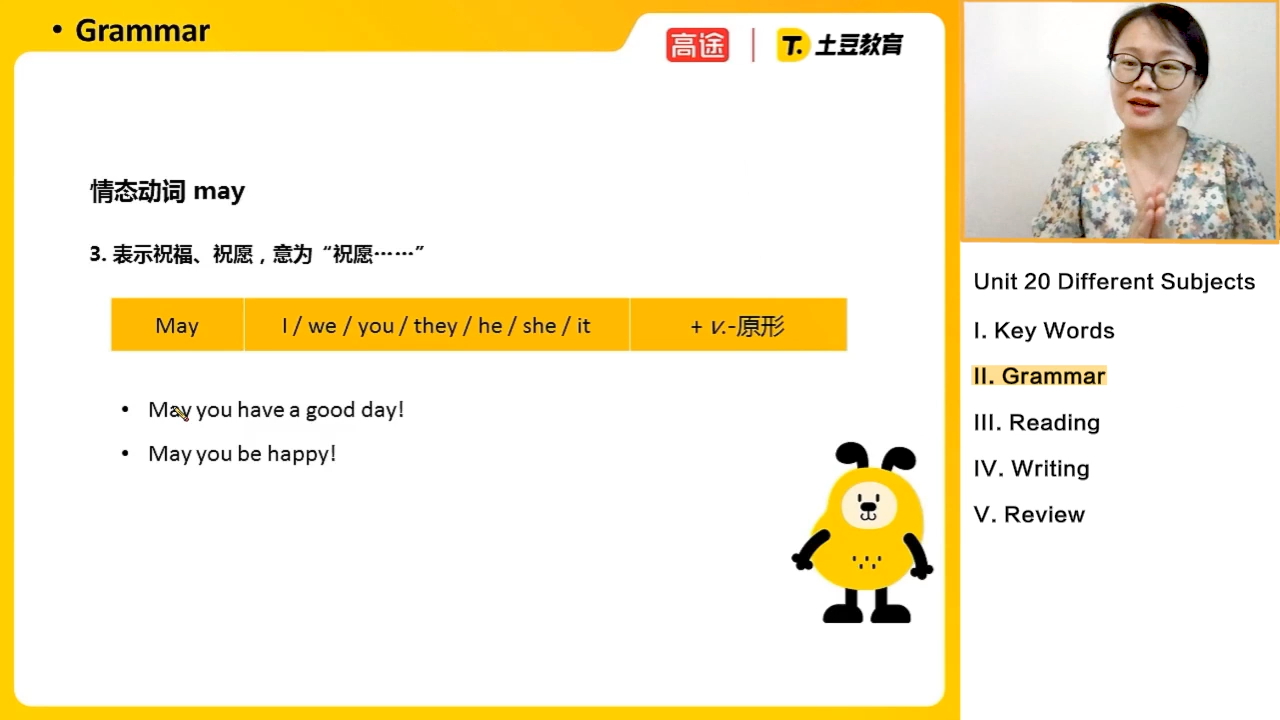 • Grammar
高途 | T. 土豆教育
情态动词 may
3. 表示祝福、祝愿，意为“祝愿……”
May I / we / you / they / he / she / it + v.-原形
• May you have a good day!
• May you be happy!
Unit 20 Different Subjects
I. Key Words
II. Grammar
III. Reading
IV. Writing
V. Review